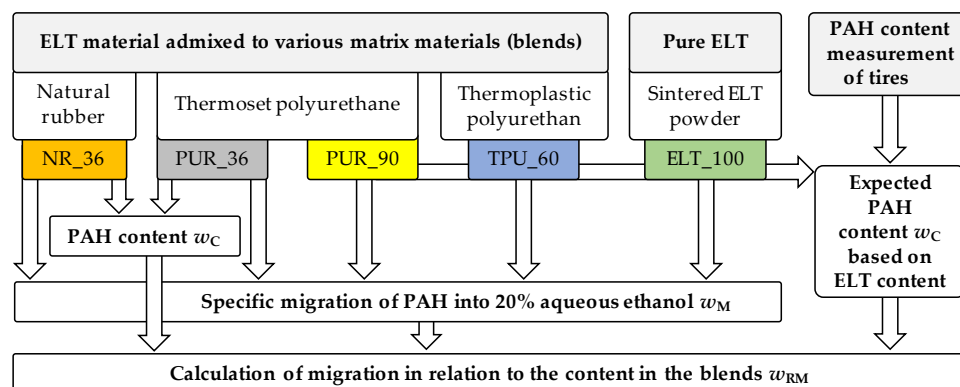 ELT material admixed to various matrix materials (blends)
Pure ELT
PAH content
measurement
of tires
Natural
rubber
Thermoset polyurethane
Thermoplastic
polyurethan
Sintered ELT
powder
NR_36
PUR_36
PUR_90
TPU_60
ELT_100
Expected
PAH
content wC
based on
ELT content
PAH content wC
Specific migration of PAH into 20% aqueous ethanol wM
Calculation of migration in relation to the content in the blends wRM